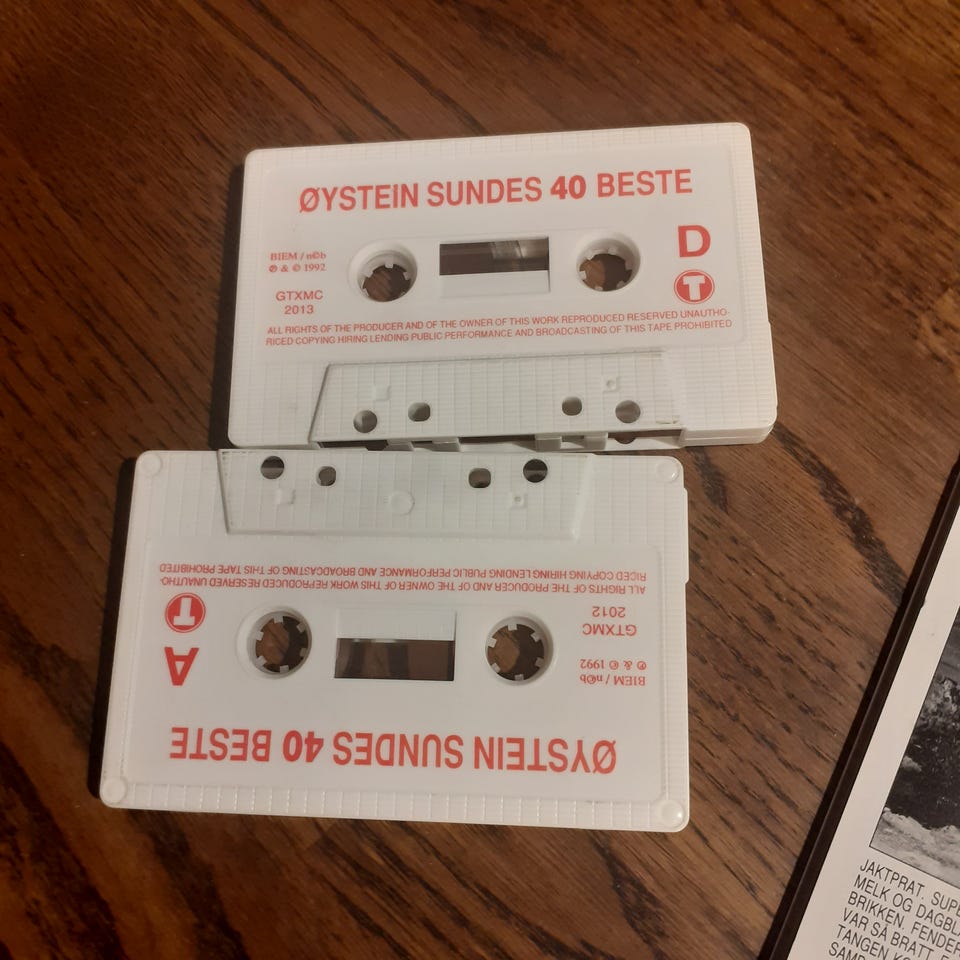 ØYSTEIN SUNDES 40 BESTE
D
BIEM / n©b
℗ & © 1992
T
GTXMC
2013
ALL RIGHTS OF THE PRODUCER AND OF THE OWNER OF THIS WORK REPRODUCED RESERVED UNAUTHO-
RICED COPYING HIRING LENDING PUBLIC PERFORMANCE AND BROADCASTING OF THIS TAPE PROHIBITED
ØYSTEIN SUNDES 40 BESTE
A
BIEM / n©b
℗ & © 1992
T
GTXMC
2012
ALL RIGHTS OF THE PRODUCER AND OF THE OWNER OF THIS WORK REPRODUCED RESERVED UNAUTHO-
RICED COPYING HIRING LENDING PUBLIC PERFORMANCE AND BROADCASTING OF THIS TAPE PROHIBITED
JAKTPRAT.
MELK OG
BRIKKEN.
VAR SÅ BRATT
TANGEN